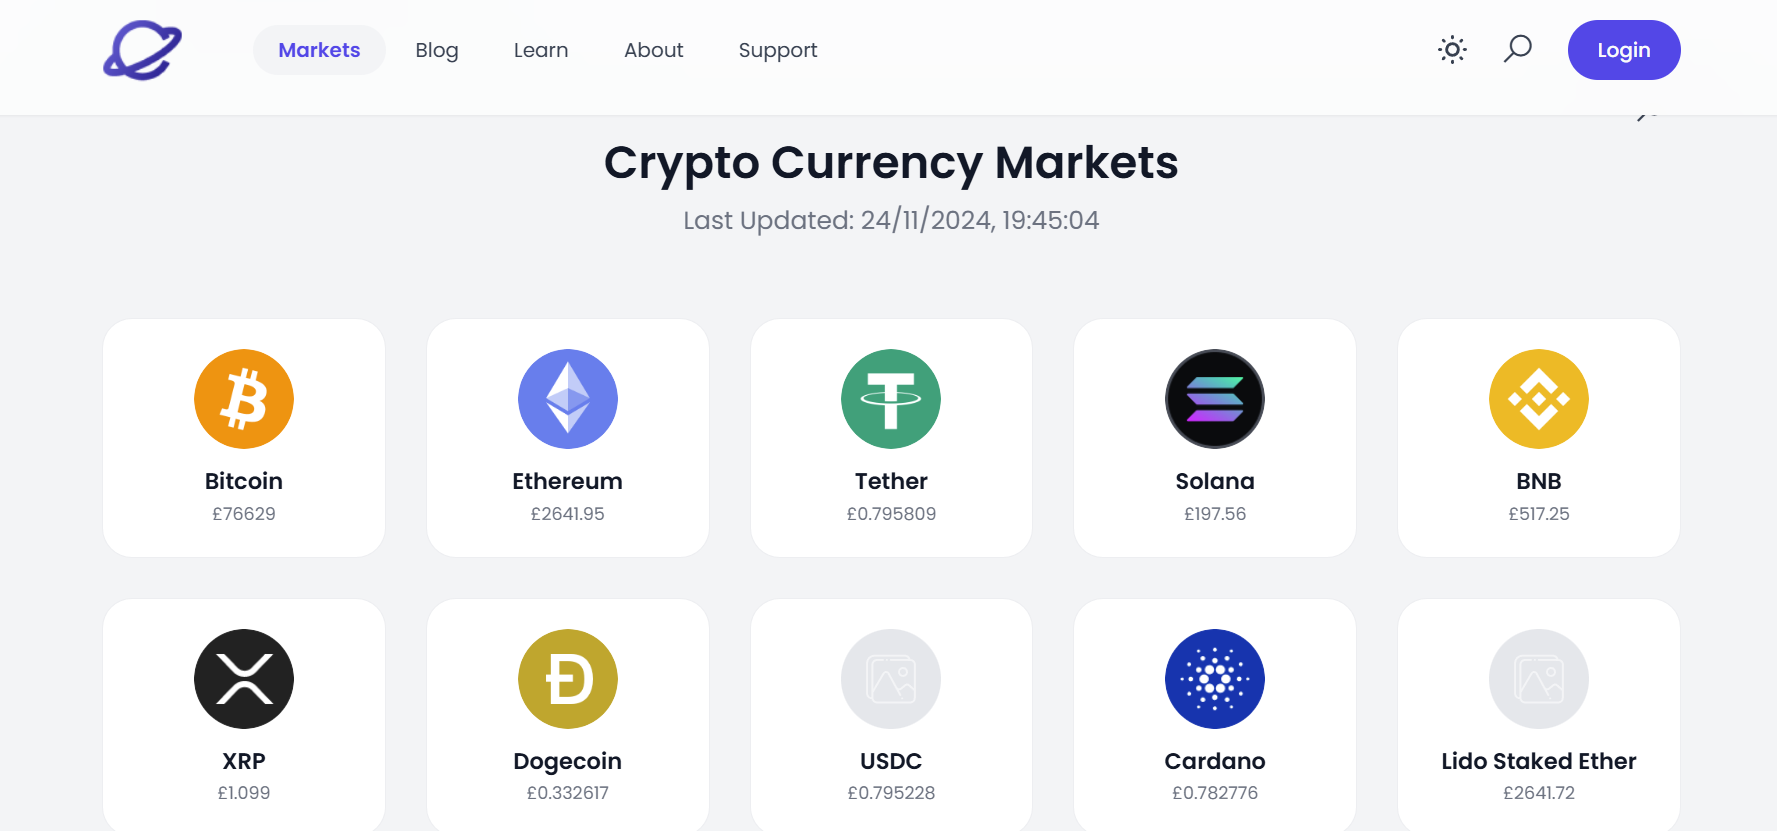 Markets Blog Learn About Support Login
Crypto Currency Markets
Last Updated: 24/11/2024, 19:45:04
Bitcoin
£76629
Ethereum
£2641.95
Tether
£0.795809
Solana
£197.56
BNB
£517.25
XRP
£1.099
Dogecoin
£0.332617
USDC
£0.795228
Cardano
£0.782776
Lido Staked Ether
£2641.72